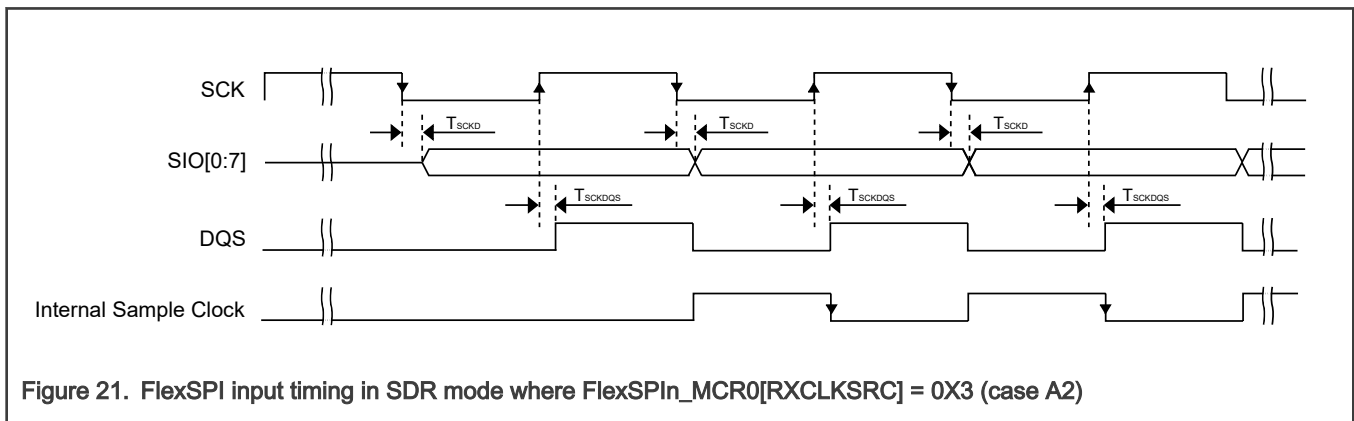 SCK
TSCKD TSCKD TSCKD
SIO[0:7]
TSCKDQS TSCKDQS TSCKDQS
DQS
Internal Sample Clock
Figure 21. FlexSPI input timing in SDR mode where FlexSPIn_MCR0[RXCLKSRC] = 0X3 (case A2)